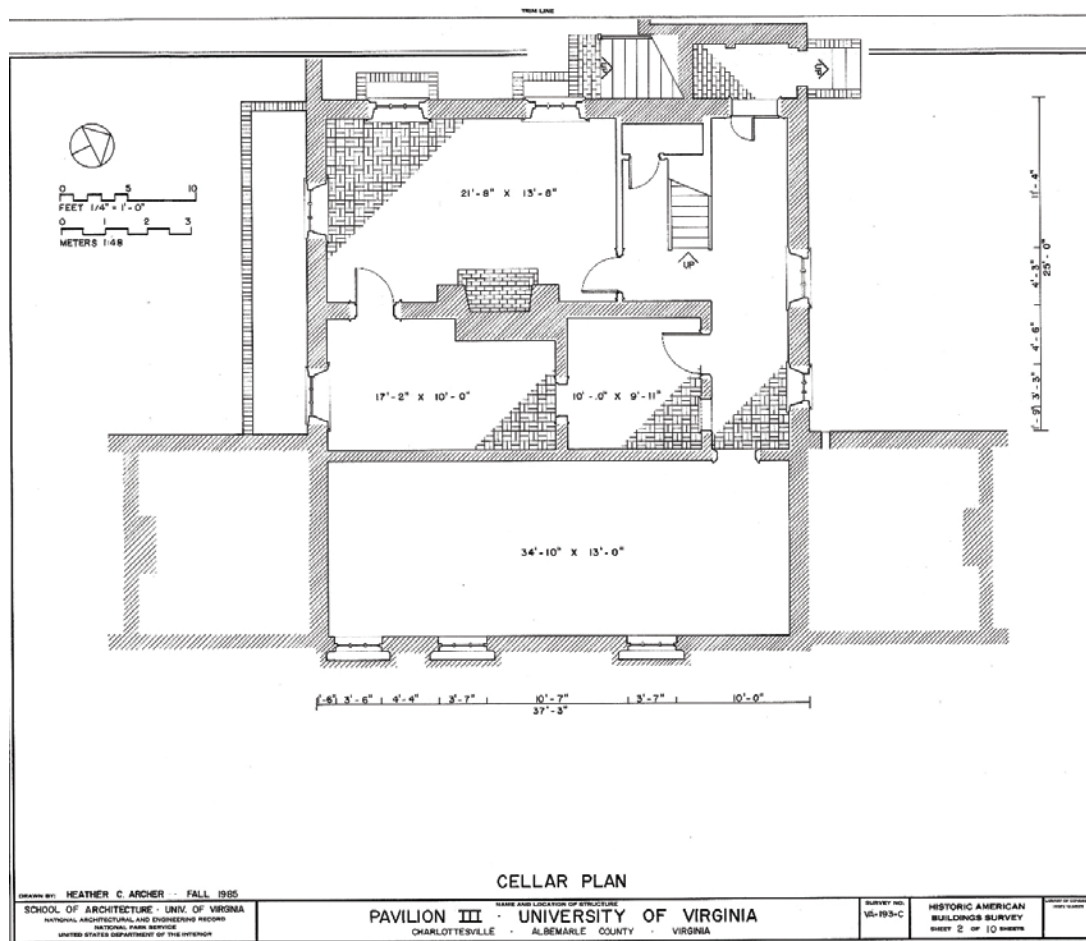 TRIM LINE
UP
UP
0 5 10
FEET 1/4" = 1'-0"
0 1 2 3
METERS 1:48
21'-8" X 13'-8"
UP
11'-4"
4'-3"
25'-0"
4'-6"
3'-3"
1'-9"
17'-2" X 10'-0"
10'-.0" X 9'-11"
34'-10" X 13'-0"
3'-6" 4'-4" 3'-7" 10'-7" 3'-7" 10'-0"
37'-3"
CELLAR PLAN
DRAWN BY: HEATHER C. ARCHER - FALL 1985
SCHOOL OF ARCHITECTURE · UNIV. OF VIRGINIA
NATIONAL ARCHITECTURAL AND ENGINEERING RECORD
NATIONAL PARK SERVICE
UNITED STATES DEPARTMENT OF THE INTERIOR
NAME AND LOCATION OF STRUCTURE
PAVILION III · UNIVERSITY OF VIRGINIA
CHARLOTTESVILLE · ALBEMARLE COUNTY · VIRGINIA
SURVEY NO.
VA-193-C
HISTORIC AMERICAN
BUILDINGS SURVEY
SHEET 2 OF 10 SHEETS